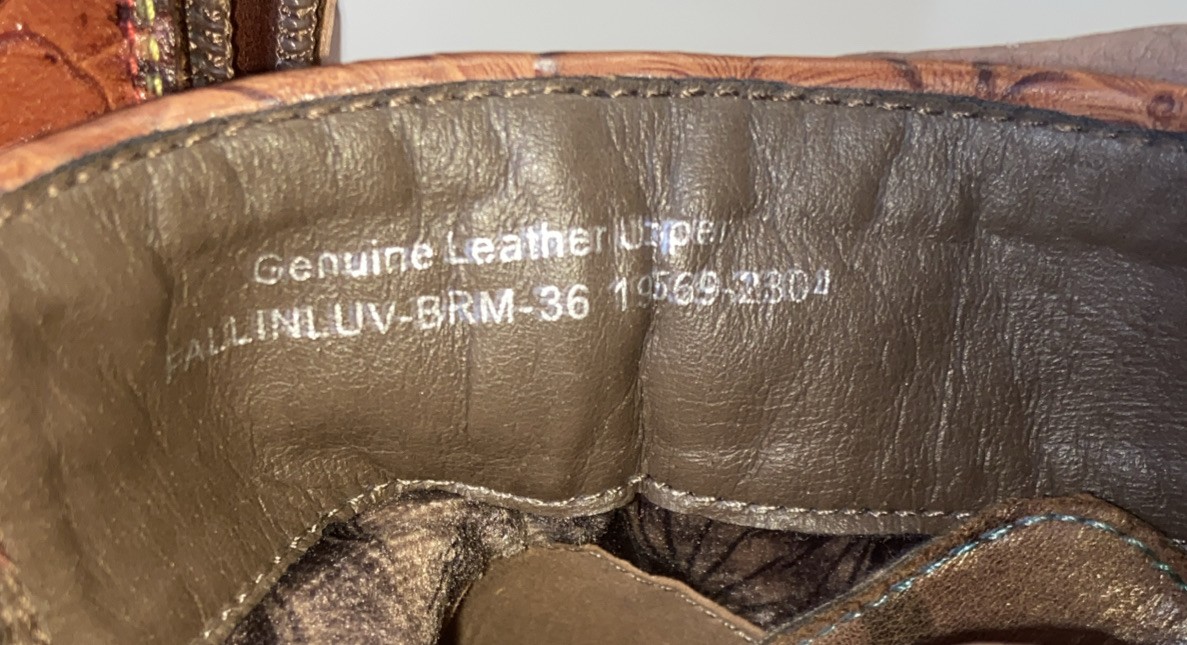 Genuine Leather Upper
FALLINLUV-BRM-36 19569-2304